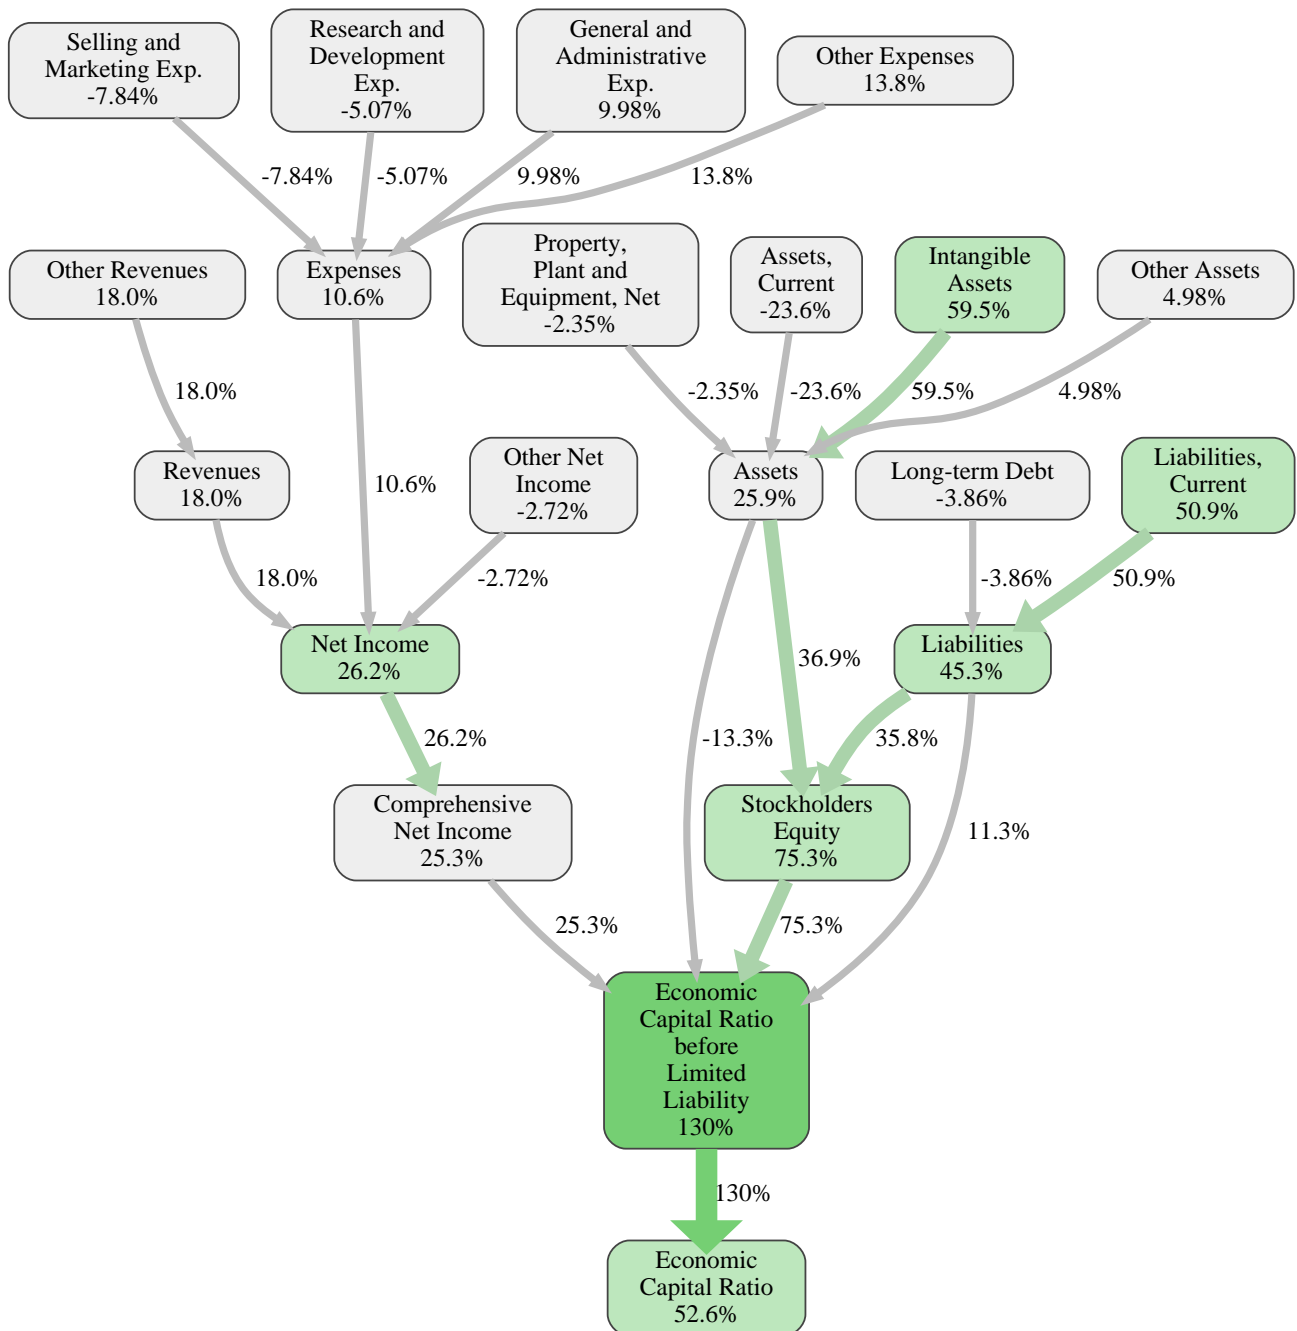 Selling and
Marketing Exp.
-7.84%
Research and
Development
Exp.
-5.07%
General and
Administrative
Exp.
9.98%
Other Expenses
13.8%
-7.84%
-5.07%
9.98%
13.8%
Other Revenues
18.0%
Expenses
10.6%
Property,
Plant and
Equipment, Net
-2.35%
Assets,
Current
-23.6%
Intangible
Assets
59.5%
Other Assets
4.98%
18.0%
-2.35%
-23.6%
59.5%
4.98%
Revenues
18.0%
10.6%
Other Net
Income
-2.72%
Assets
25.9%
Long-term Debt
-3.86%
Liabilities,
Current
50.9%
18.0%
-2.72%
-3.86%
50.9%
Net Income
26.2%
36.9%
Liabilities
45.3%
26.2%
-13.3%
35.8%
Comprehensive
Net Income
25.3%
Stockholders
Equity
75.3%
11.3%
25.3%
75.3%
Economic
Capital Ratio
before
Limited
Liability
130%
130%
Economic
Capital Ratio
52.6%